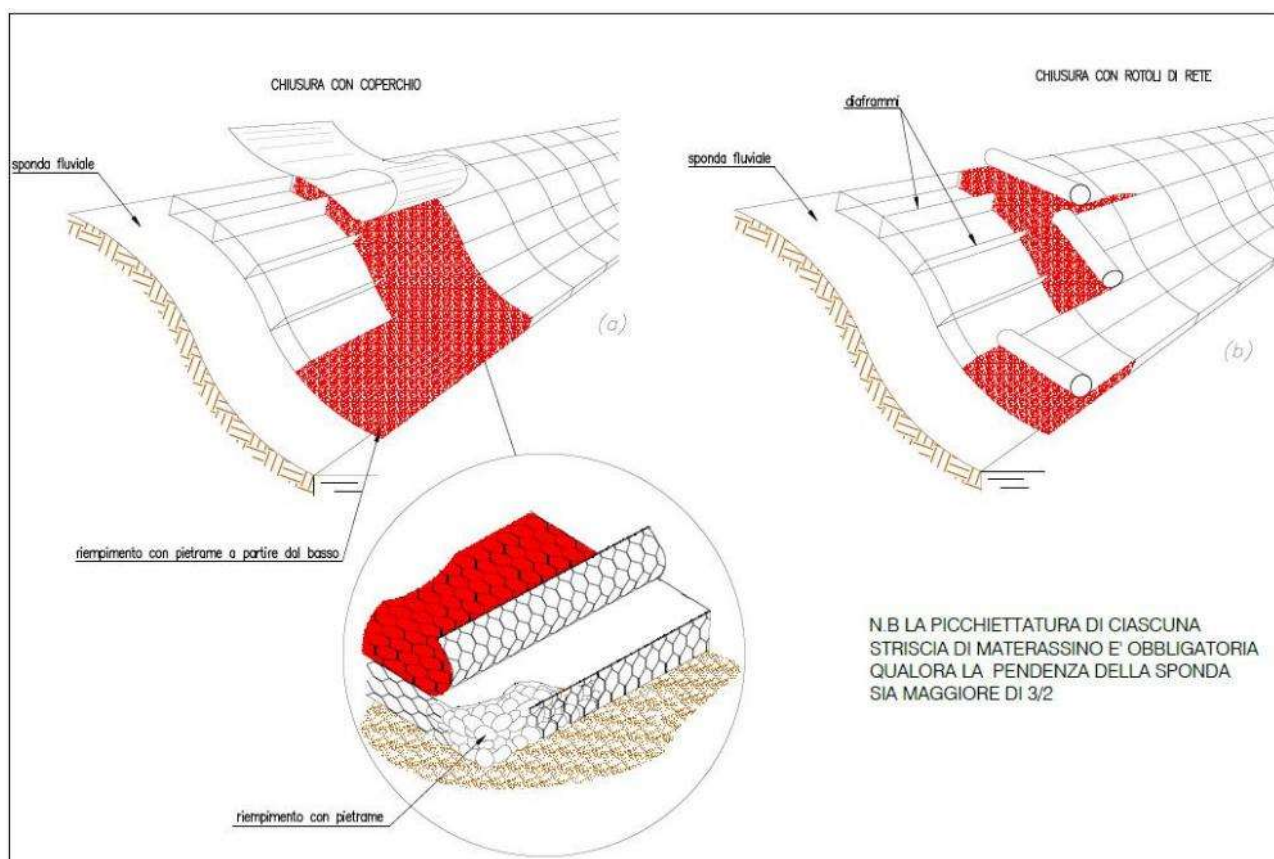 CHIUSURA CON COPERCHIO
CHIUSURA CON ROTOLI DI RETE
diaframmi
sponda fluviale
sponda fluviale
(a)
(b)
riempimento con pietrame a partire dal basso
N.B LA PICCHIETTATURA DI CIASCUNA
STRISCIA DI MATERASSINO E' OBBLIGATORIA
QUALORA LA PENDENZA DELLA SPONDA
SIA MAGGIORE DI 3/2
riempimento con pietrame